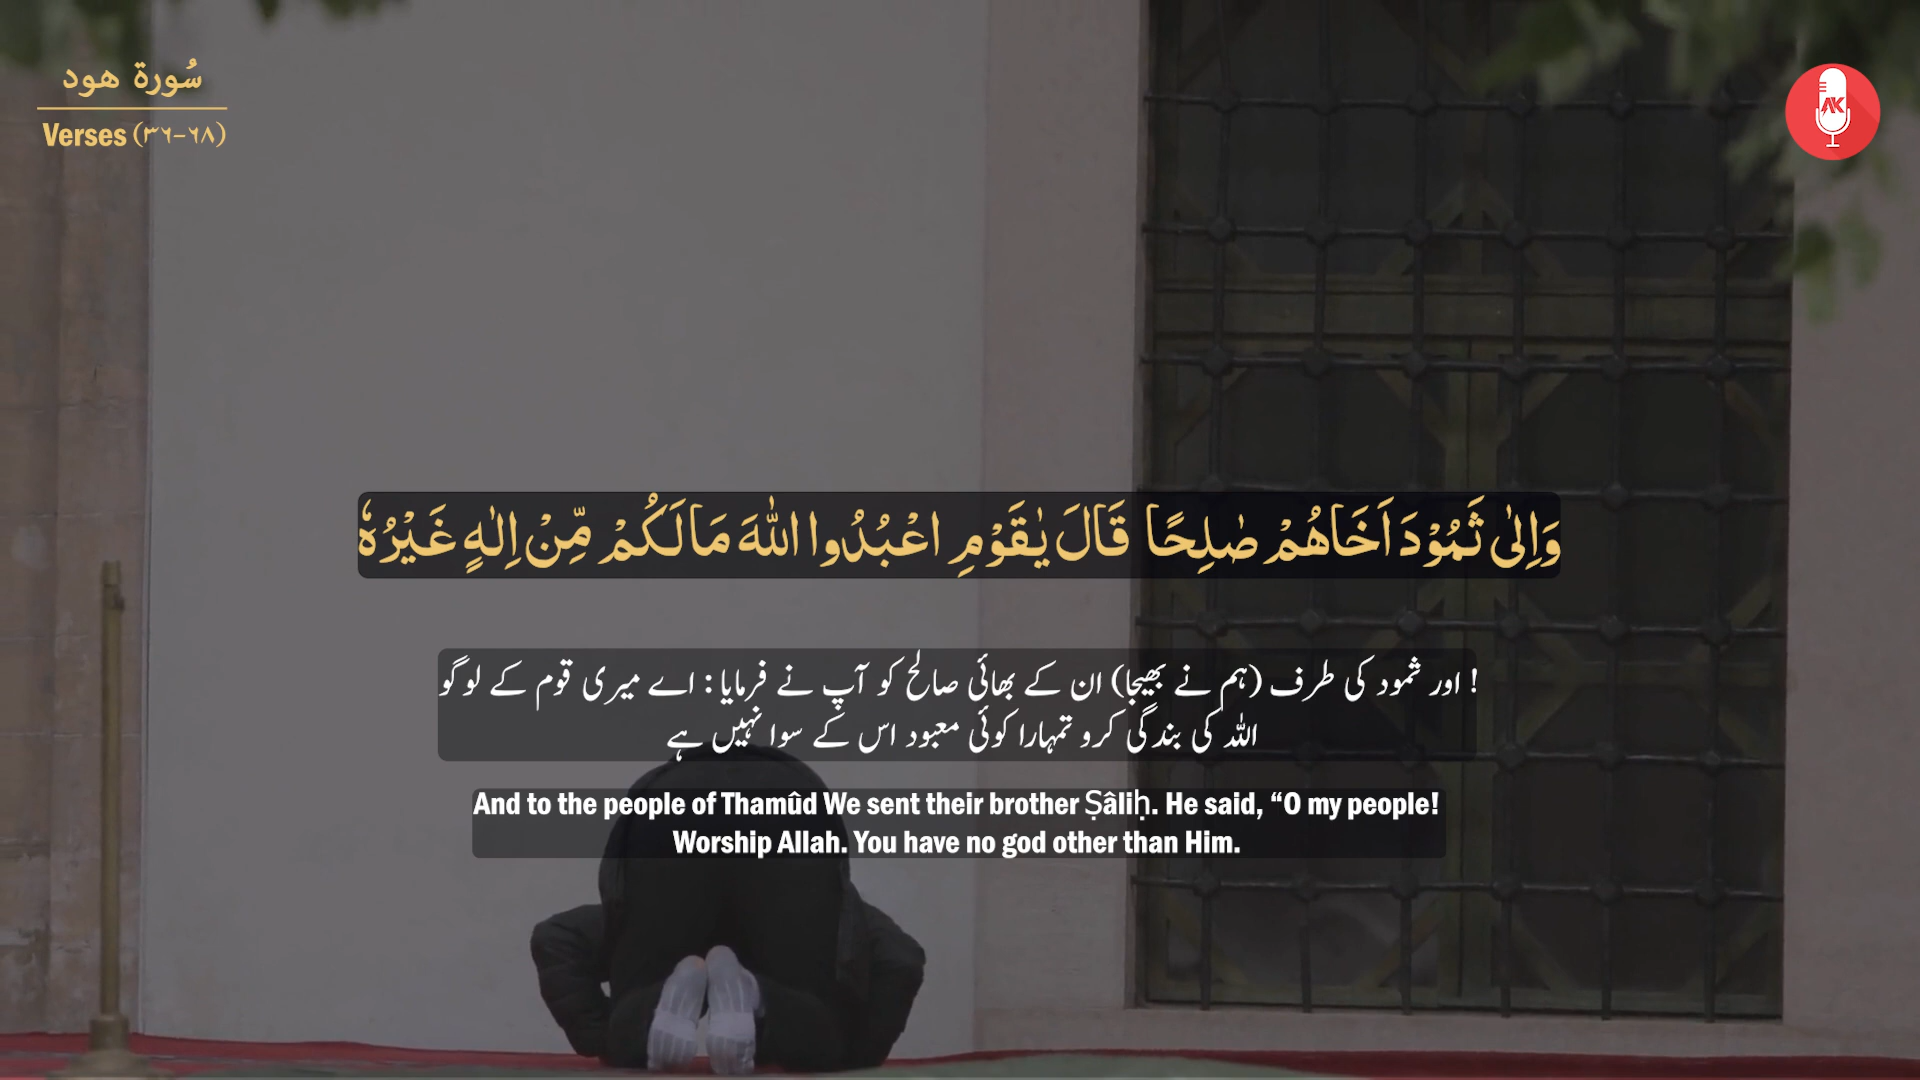 سُورة هود
Verses (٣٦-٦٨)
AK
وَاِلٰى ثَمُوْدَ اَخَاهُمْ صٰلِحًا قَالَ يٰقَوْمِ اعْبُدُوا اللّٰهَ مَا لَكُمْ مِّنْ اِلٰهٍ غَيْرُهٗ
! اور ثمود کی طرف (ہم نے بھیجا) ان کے بھائی صالح کو آپ نے فرمایا : اے میری قوم کے لوگو
اللہ کی بندگی کرو تمہارا کوئی معبود اس کے سوا نہیں ہے
And to the people of Thamûd We sent their brother Ṣâliḥ. He said, “O my people!
Worship Allah. You have no god other than Him.